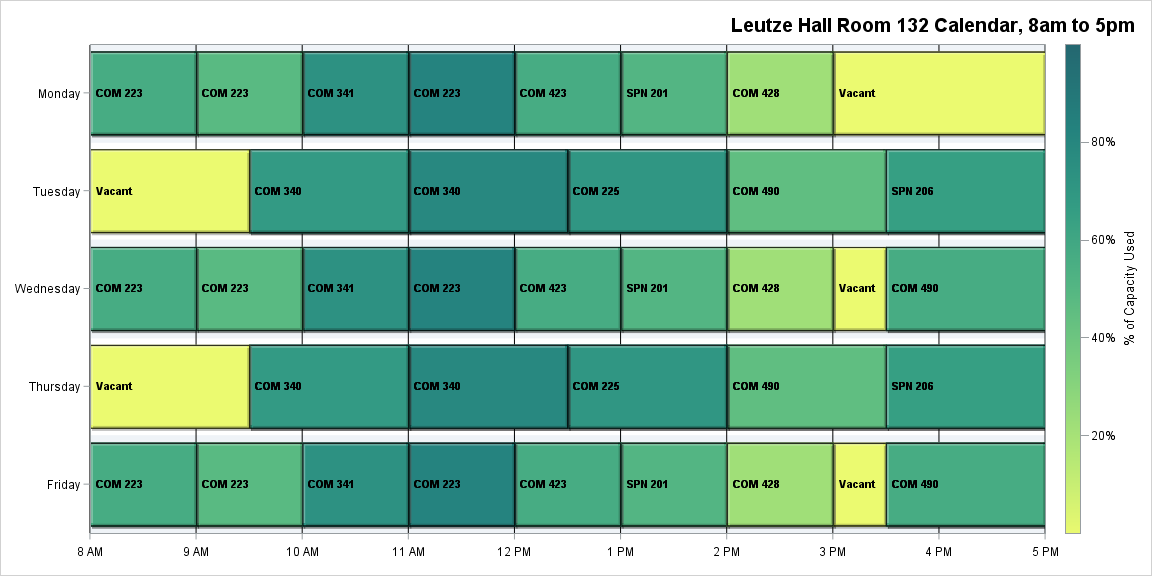 Leutze Hall Room 132 Calendar, 8am to 5pm
Monday COM 223 COM 223 COM 341 COM 223 COM 423 SPN 201 COM 428 Vacant
Tuesday Vacant COM 340 COM 340 COM 225 COM 490 SPN 206
Wednesday COM 223 COM 223 COM 341 COM 223 COM 423 SPN 201 COM 428 Vacant COM 490
Thursday Vacant COM 340 COM 340 COM 225 COM 490 SPN 206
Friday COM 223 COM 223 COM 341 COM 223 COM 423 SPN 201 COM 428 Vacant COM 490
8 AM 9 AM 10 AM 11 AM 12 PM 1 PM 2 PM 3 PM 4 PM 5 PM
80%
60%
40%
20%
% of Capacity Used